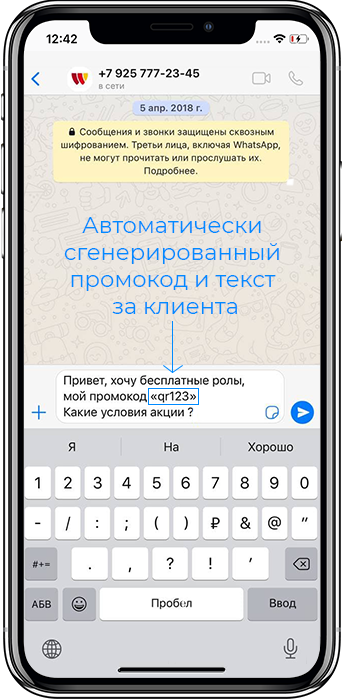 12:42
+7 925 777-23-45
в сети
5 апр. 2018 г.
Сообщения и звонки защищены сквозным
шифрованием. Третьи лица, включая WhatsApp,
не могут прочитать или прослушать их.
Подробнее.
Автоматически
сгенерированный
промокод и текст
за клиента
Привет, хочу бесплатные ролы,
мой промокод «qr123»
Какие условия акции ?
Я На Хорошо
1 2 3 4 5 6 7 8 9 0
- / : ; ( ) ₽ & @ "
#+= . , ? ! '
АБВ Пробел Ввод